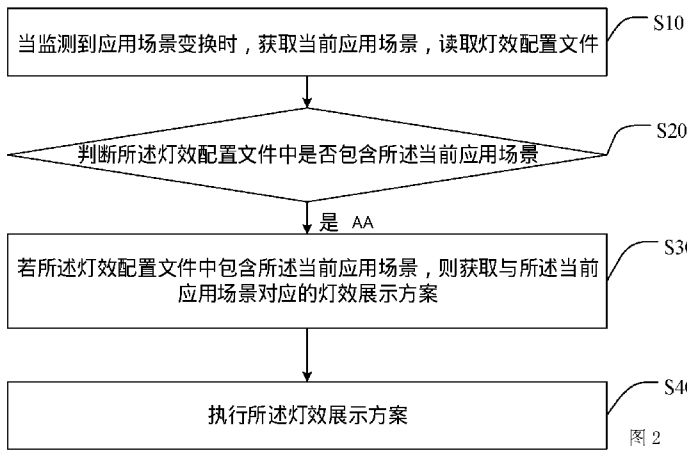 S10
当监测到应用场景变换时，获取当前应用场景，读取灯效配置文件
S20
判断所述灯效配置文件中是否包含所述当前应用场景
是 AA
S30
若所述灯效配置文件中包含所述当前应用场景，则获取与所述当前
应用场景对应的灯效展示方案
S40
执行所述灯效展示方案
图 2